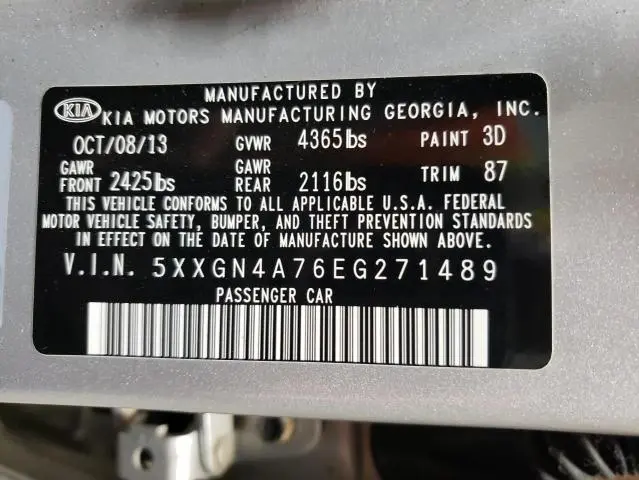 MANUFACTURED BY
KIA KIA MOTORS MANUFACTURING GEORGIA, INC.
OCT/08/13 GVWR 4365lbs PAINT 3D
GAWR FRONT 2425lbs GAWR REAR 2116lbs TRIM 87
THIS VEHICLE CONFORMS TO ALL APPLICABLE U.S.A. FEDERAL
MOTOR VEHICLE SAFETY, BUMPER, AND THEFT PREVENTION STANDARDS
IN EFFECT ON THE DATE OF MANUFACTURE SHOWN ABOVE.
V.I.N. 5XXGN4A76EG271489
PASSENGER CAR